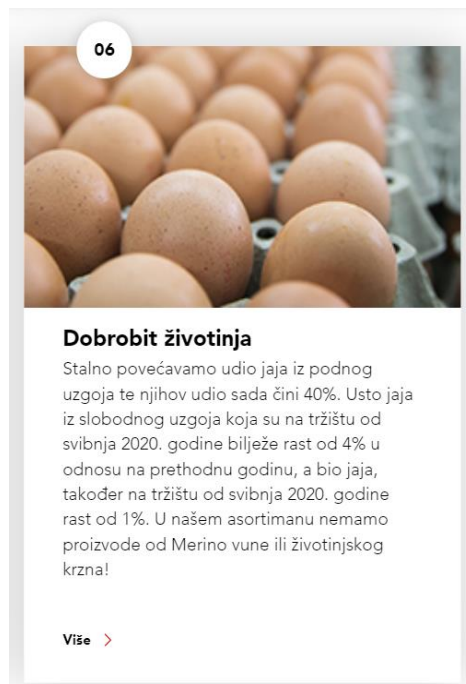 06
Dobrobit životinja
Stalno povećavamo udio jaja iz podnog
uzgoja te njihov udio sada čini 40%. Usto jaja
iz slobodnog uzgoja koja su na tržištu od
svibnja 2020. godine bilježe rast od 4% u
odnosu na prethodnu godinu, a bio jaja,
također na tržištu od svibnja 2020. godine
rast od 1%. U našem asortimanu nemamo
proizvode od Merino vune ili životinjskog
krzna!
Više